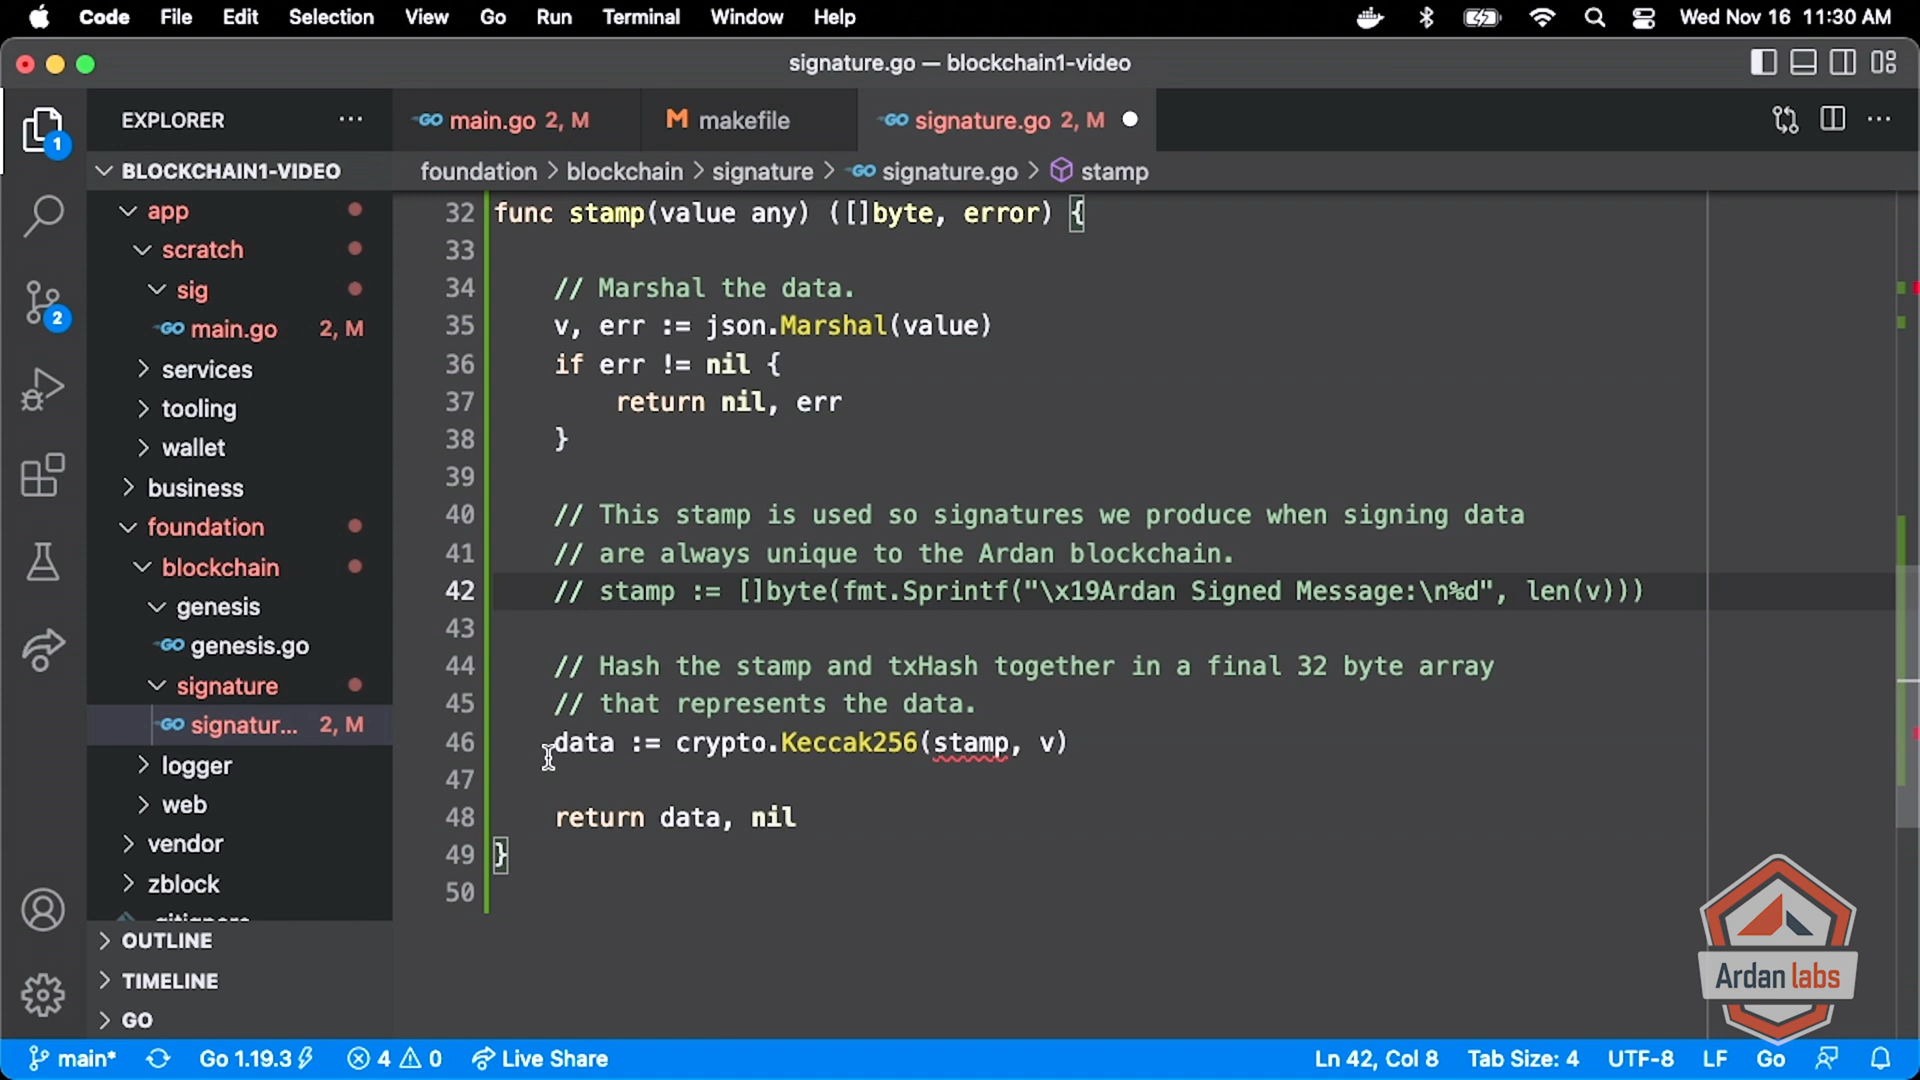 Code File Edit Selection View Go Run Terminal Window Help Wed Nov 16 11:30 AM
signature.go — blockchain1-video
EXPLORER
main.go 2, M
makefile
signature.go 2, M
foundation > blockchain > signature > signature.go > stamp
BLOCKCHAIN1-VIDEO
app
scratch
sig
main.go 2, M
services
tooling
wallet
business
foundation
blockchain
genesis
genesis.go
signature
signatur... 2, M
logger
web
vendor
zblock
.gitignore
OUTLINE
TIMELINE
GO
1
2
32 func stamp(value any) ([]byte, error) {
33
34 // Marshal the data.
35 v, err := json.Marshal(value)
36 if err != nil {
37 return nil, err
38 }
39
40 // This stamp is used so signatures we produce when signing data
41 // are always unique to the Ardan blockchain.
42 // stamp := []byte(fmt.Sprintf("\x19Ardan Signed Message:\n%d", len(v)))
43
44 // Hash the stamp and txHash together in a final 32 byte array
45 // that represents the data.
46 data := crypto.Keccak256(stamp, v)
47
48 return data, nil
49 }
50
Ardan labs
main* Go 1.19.3 4 0 Live Share Ln 42, Col 8 Tab Size: 4 UTF-8 LF Go